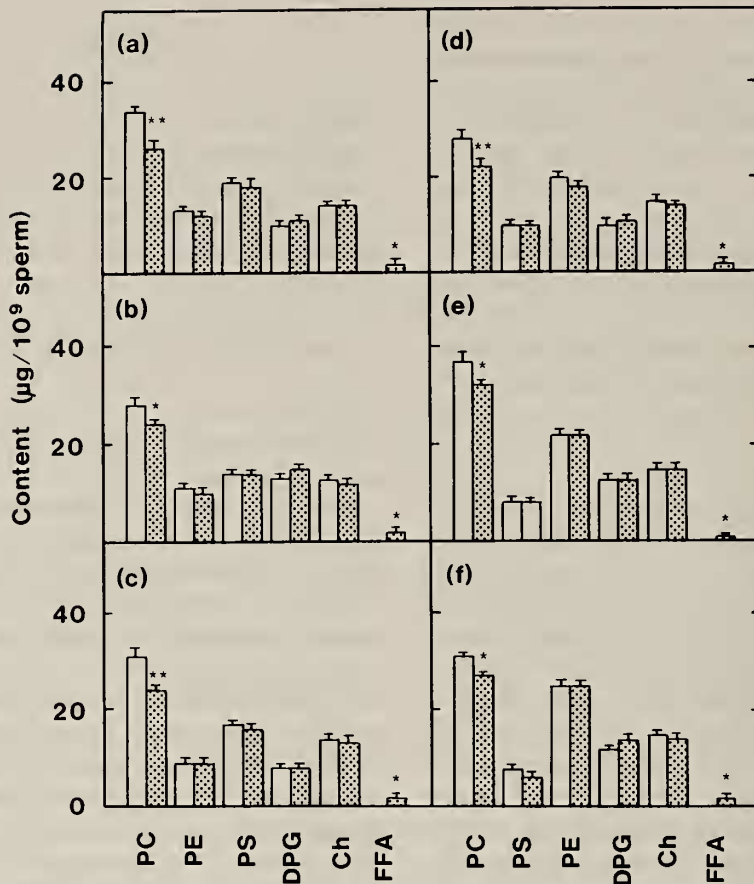 Content (µg/10⁹ sperm)
(a)
40
**
20
*
(d)
**
*
(b)
40
*
20
*
(e)
*
*
(c)
40
**
20
*
0
(f)
*
*
PC PE PS DPG Ch FFA
PC PS PE DPG Ch FFA